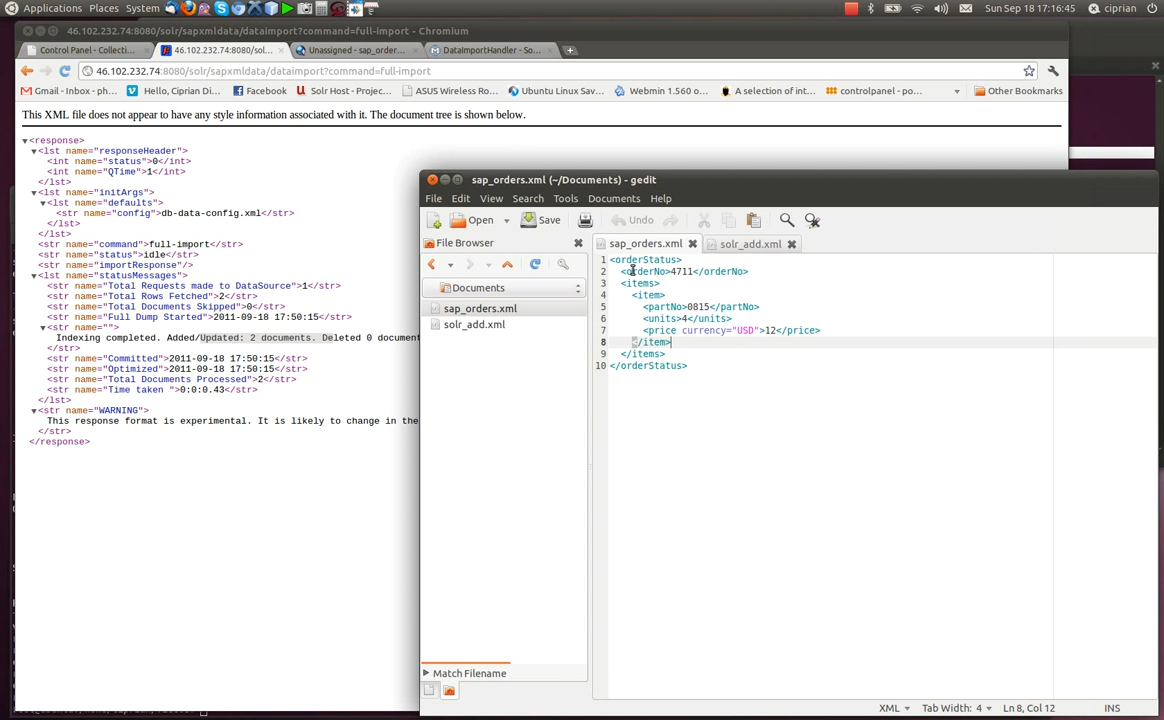 Applications Places System Sun Sep 18 17:16:45 ciprian
46.102.232.74:8080/solr/sapxmldata/dataimport?command=full-import - Chromium
Control Panel - Collecti... 46.102.232.74:8080/sol... Unassigned - sap_order... DataImportHandler - So...
46.102.232.74:8080/solr/sapxmldata/dataimport?command=full-import
Gmail - Inbox - ph... Hello, Ciprian Di... Facebook Solr Host - Projec... ASUS Wireless Ro... Ubuntu Linux Sav... Webmin 1.560 o... A selection of int... controlpanel - po... Other Bookmarks
This XML file does not appear to have any style information associated with it. The document tree is shown below.
<response>
<lst name="responseHeader">
<int name="status">0</int>
<int name="QTime">1</int>
</lst>
<lst name="initArgs">
<lst name="defaults">
<str name="config">db-data-config.xml</str>
</lst>
</lst>
<str name="command">full-import</str>
<str name="status">idle</str>
<str name="importResponse"/>
<lst name="statusMessages">
<str name="Total Requests made to DataSource">1</str>
<str name="Total Rows Fetched">2</str>
<str name="Total Documents Skipped">0</str>
<str name="Full Dump Started">2011-09-18 17:50:15</str>
<str name="">
Indexing completed. Added/Updated: 2 documents. Deleted 0 document
</str>
<str name="Committed">2011-09-18 17:50:15</str>
<str name="Optimized">2011-09-18 17:50:15</str>
<str name="Total Documents Processed">2</str>
<str name="Time taken ">0:0:0.43</str>
</lst>
<str name="WARNING">
This response format is experimental. It is likely to change in the
</str>
</response>
sap_orders.xml (~/Documents) - gedit
File Edit View Search Tools Documents Help
Open Save Undo
File Browser
Documents
sap_orders.xml
solr_add.xml
Match Filename
sap_orders.xml solr_add.xml
1 <orderStatus>
2 <orderNo>4711</orderNo>
3 <items>
4 <item>
5 <partNo>0815</partNo>
6 <units>4</units>
7 <price currency="USD">12</price>
8 </item>
9 </items>
10 </orderStatus>
XML Tab Width: 4 Ln 8, Col 12 INS